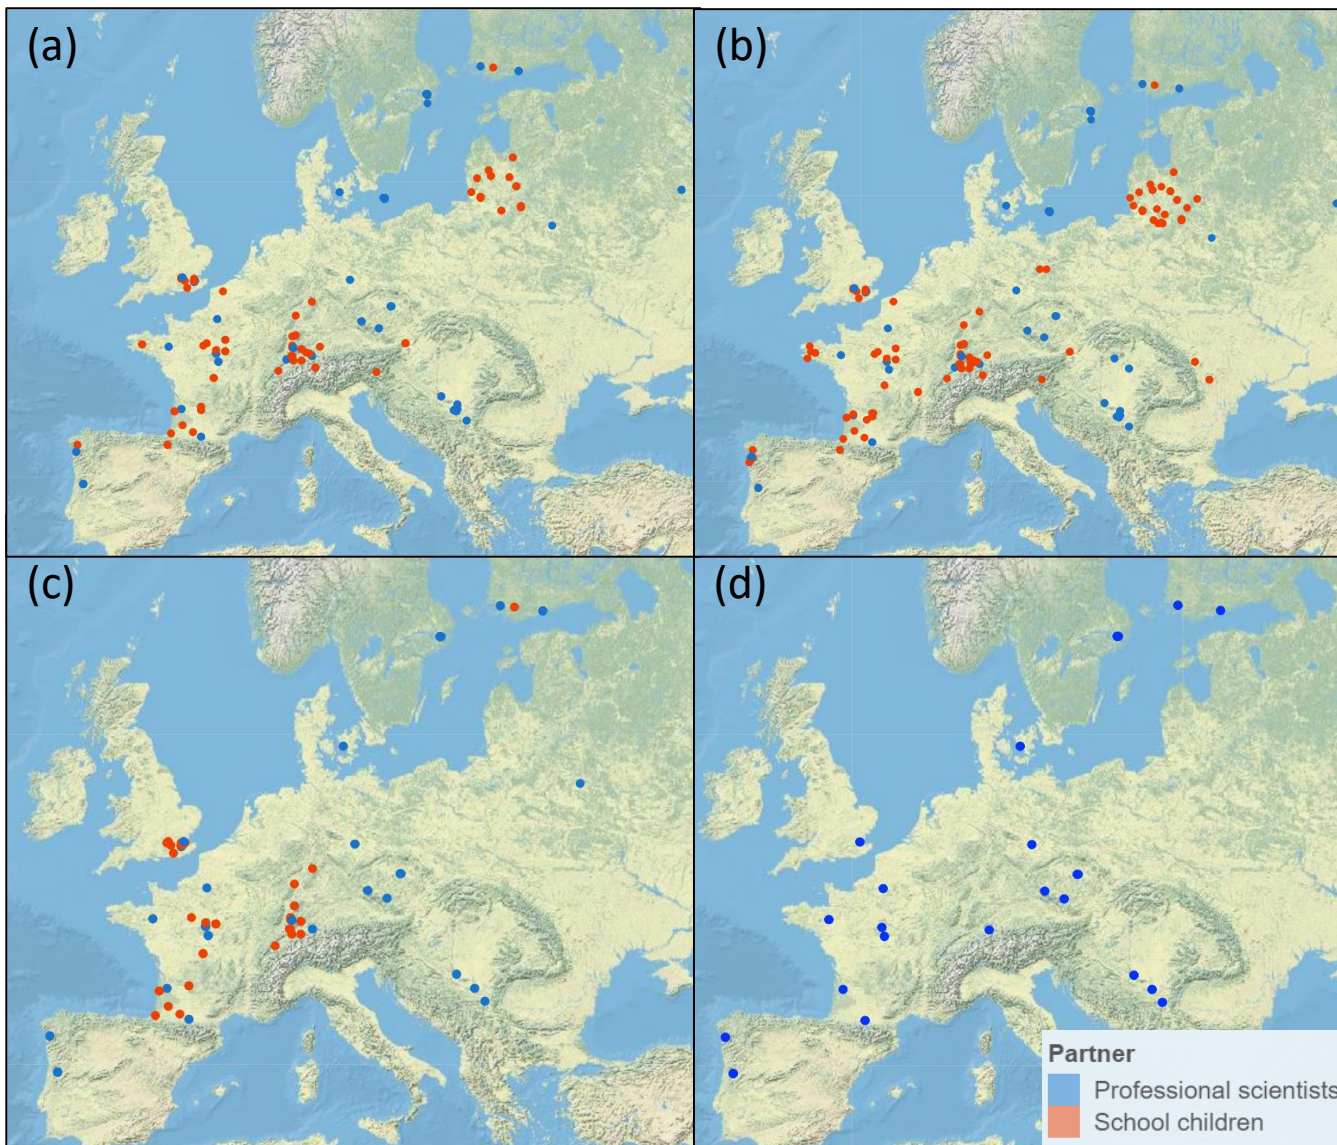 (a)
(b)
(c)
(d)
Partner
Professional scientists
School children